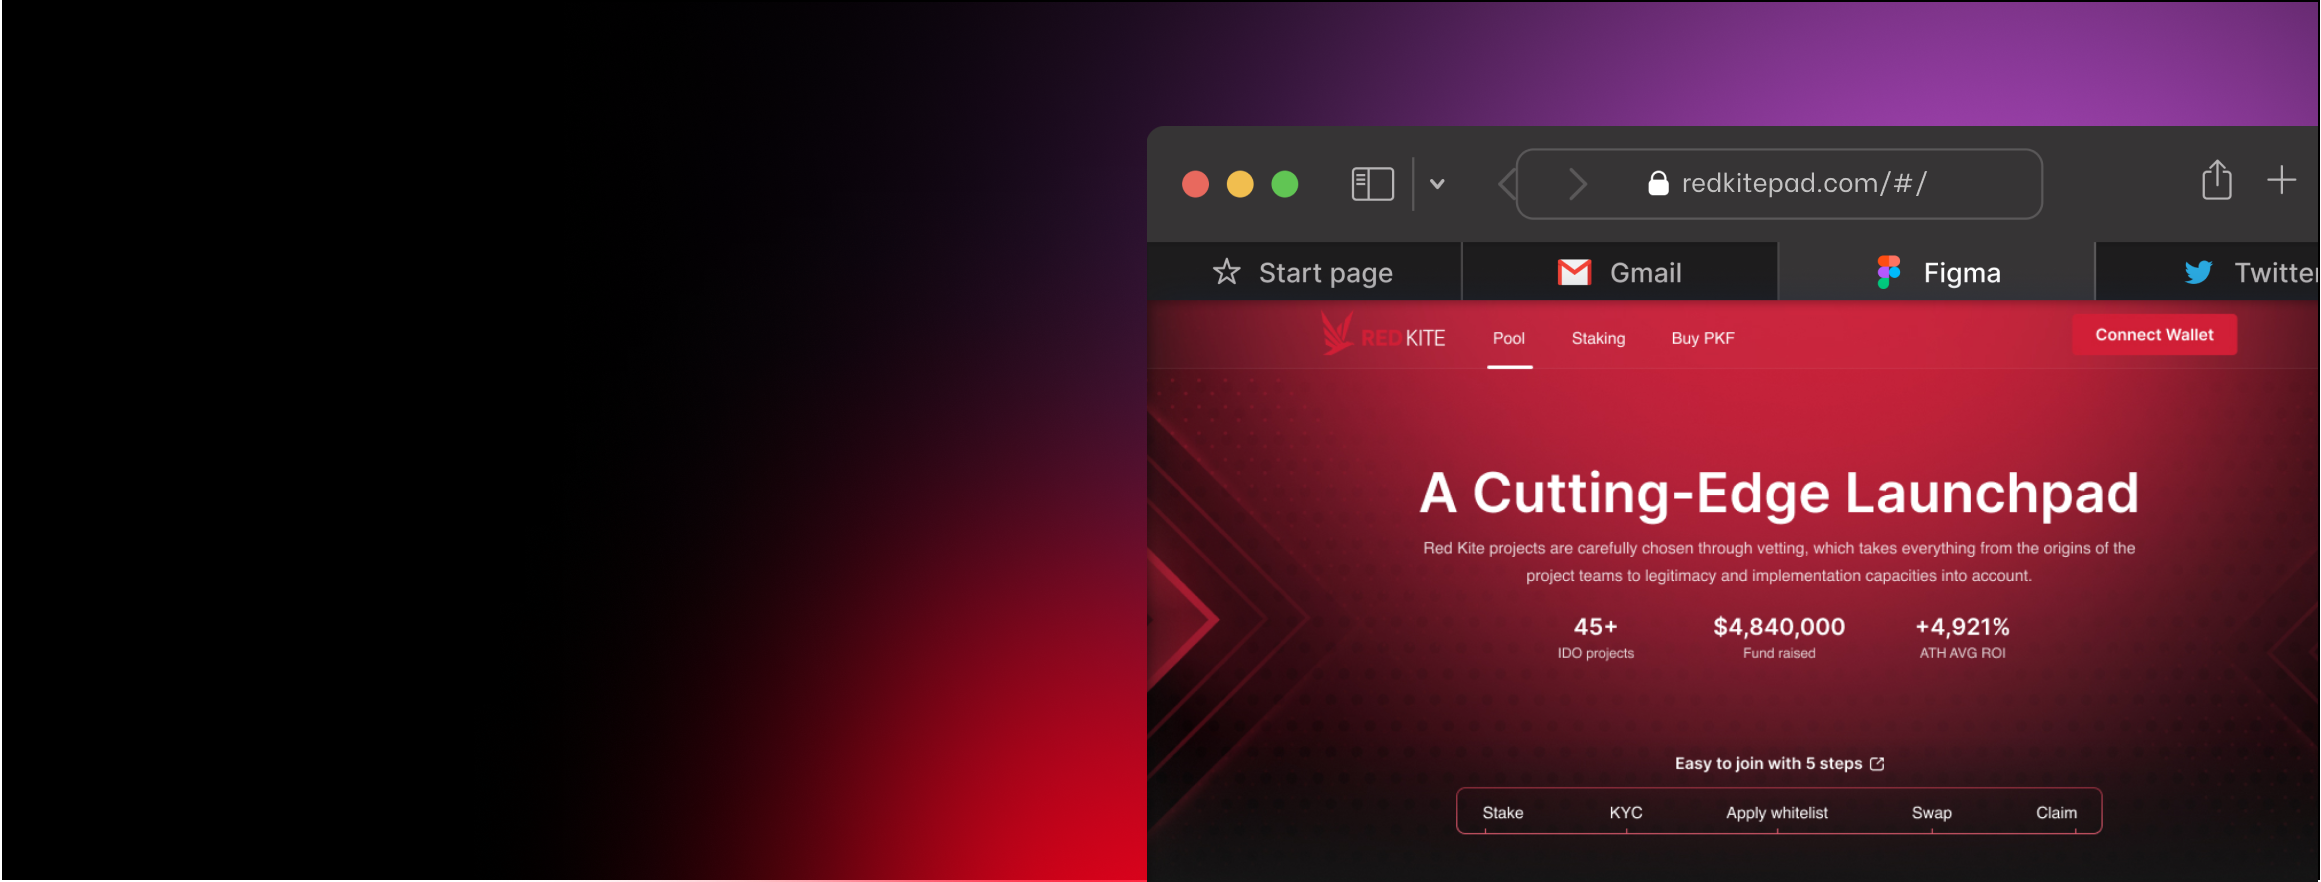 redkitepad.com/#/
Start page
Gmail
Figma
Twitter
RED KITE
Pool
Staking
Buy PKF
Connect Wallet
A Cutting-Edge Launchpad
Red Kite projects are carefully chosen through vetting, which takes everything from the origins of the
project teams to legitimacy and implementation capacities into account.
45+
IDO projects
$4,840,000
Fund raised
+4,921%
ATH AVG ROI
Easy to join with 5 steps
Stake
KYC
Apply whitelist
Swap
Claim